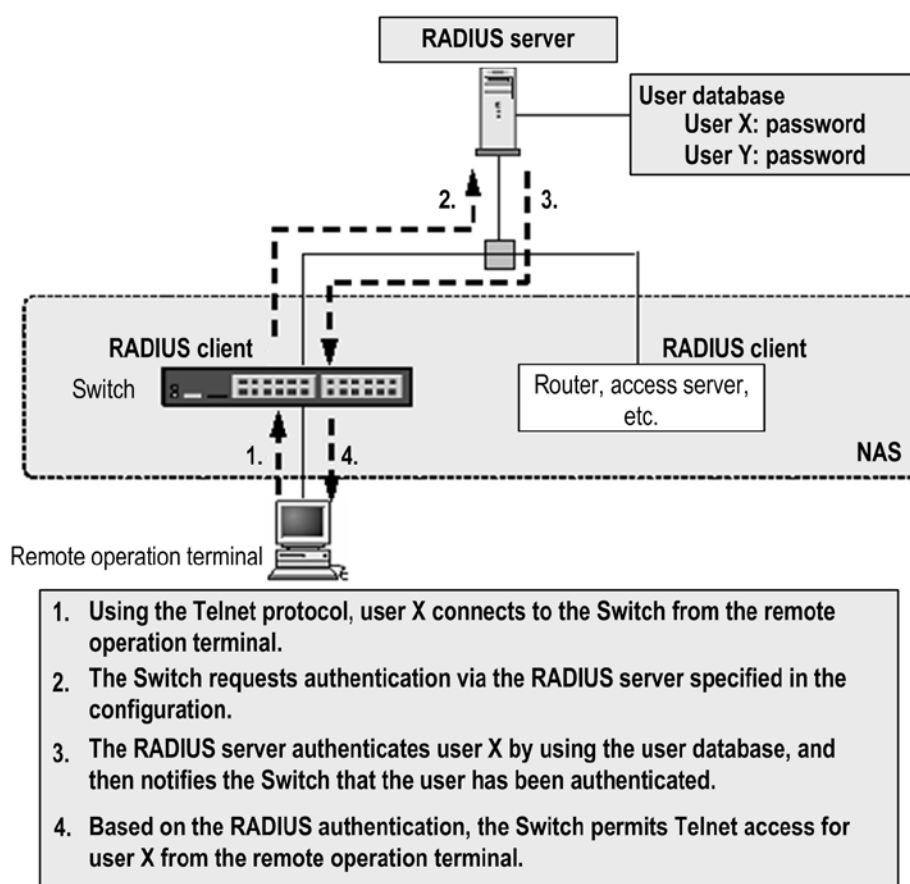 RADIUS server
User database
User X: password
User Y: password
2.
3.
RADIUS client
RADIUS client
Switch
Router, access server,
etc.
1.
4.
NAS
Remote operation terminal
1. Using the Telnet protocol, user X connects to the Switch from the remote
operation terminal.
2. The Switch requests authentication via the RADIUS server specified in the
configuration.
3. The RADIUS server authenticates user X by using the user database, and
then notifies the Switch that the user has been authenticated.
4. Based on the RADIUS authentication, the Switch permits Telnet access for
user X from the remote operation terminal.